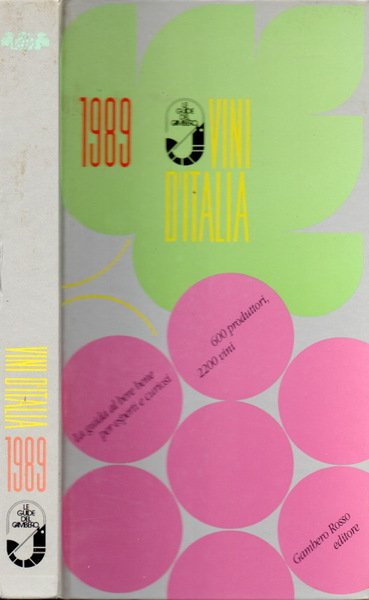 VINI D'ITALIA
1989
LE
GUIDE
DEL
GAMBERO
1989
LE
GUIDE
DEL
GAMBERO
VINI
D'ITALIA
600 produttori,
2200 vini
La guida al bere bene
per esperti e curiosi
Gambero Rosso
editore